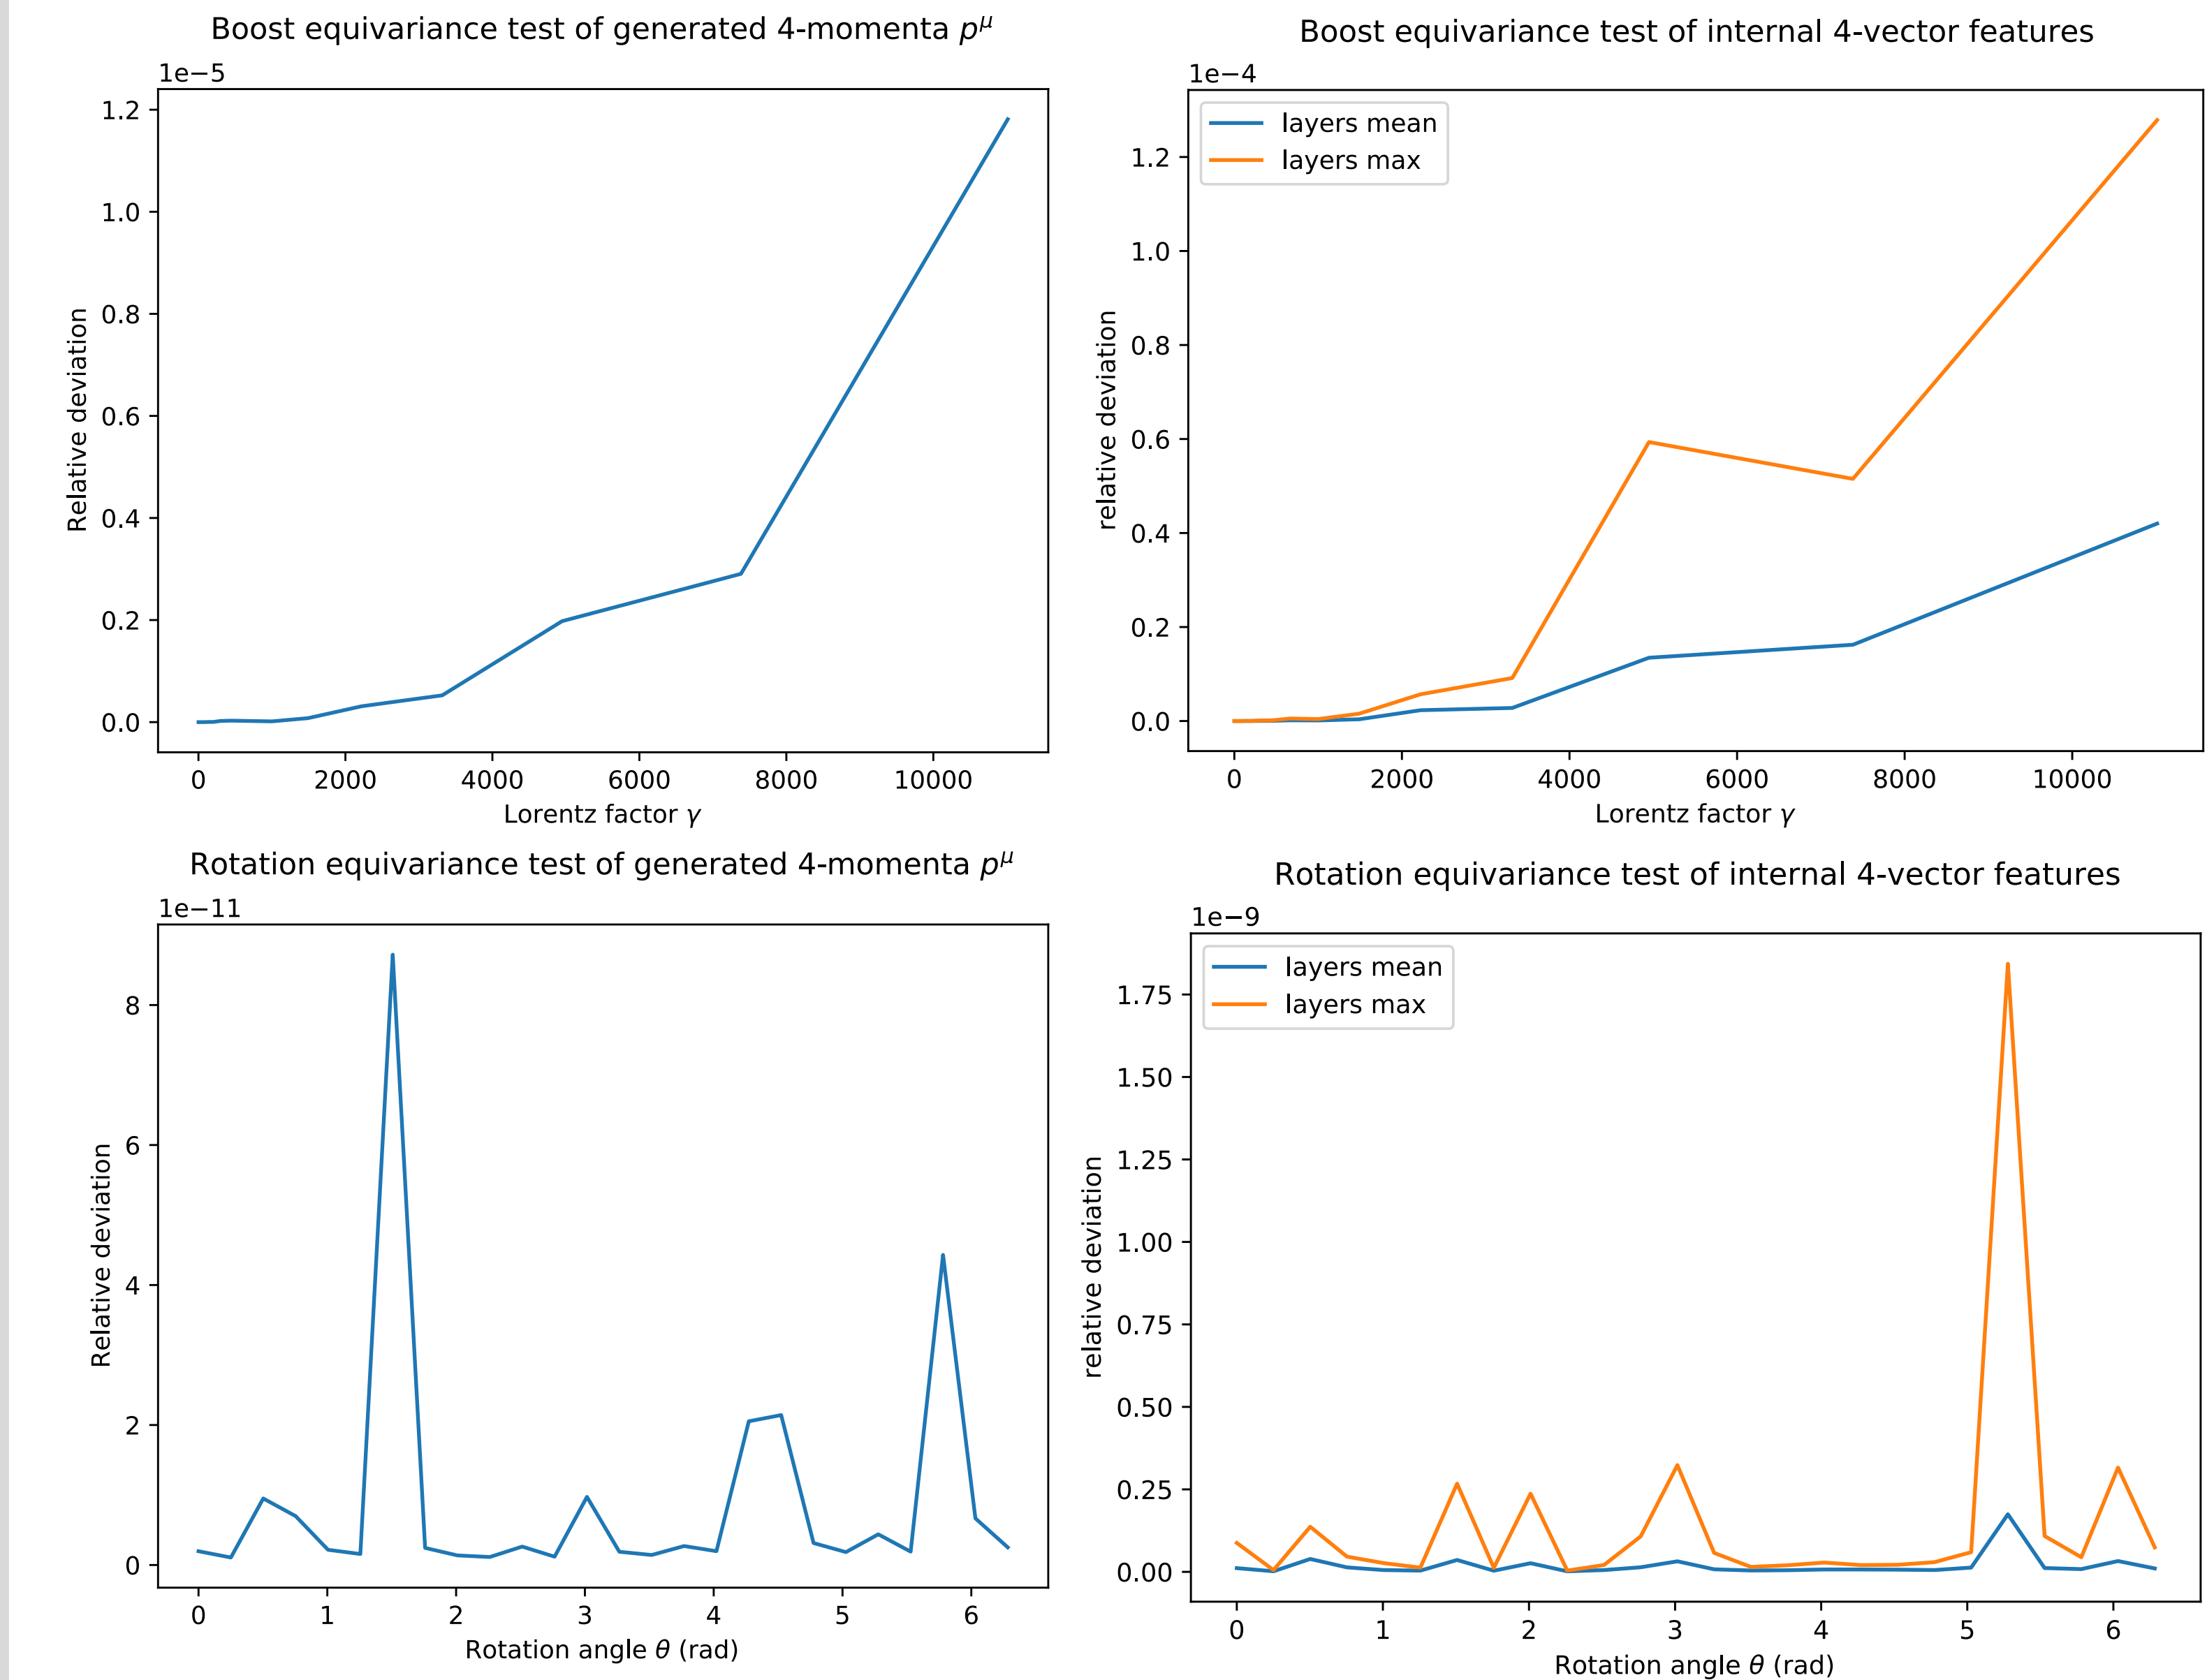 Boost equivariance test of generated 4-momenta p^μ
1e−5
1.2
1.0
0.8
0.6
0.4
0.2
0.0
Relative deviation
0 2000 4000 6000 8000 10000
Lorentz factor γ
Boost equivariance test of internal 4-vector features
1e−4
layers mean
layers max
1.2
1.0
0.8
0.6
0.4
0.2
0.0
relative deviation
0 2000 4000 6000 8000 10000
Lorentz factor γ
Rotation equivariance test of generated 4-momenta p^μ
1e−11
8
6
4
2
0
Relative deviation
0 1 2 3 4 5 6
Rotation angle θ (rad)
Rotation equivariance test of internal 4-vector features
1e−9
layers mean
layers max
1.75
1.50
1.25
1.00
0.75
0.50
0.25
0.00
relative deviation
0 1 2 3 4 5 6
Rotation angle θ (rad)